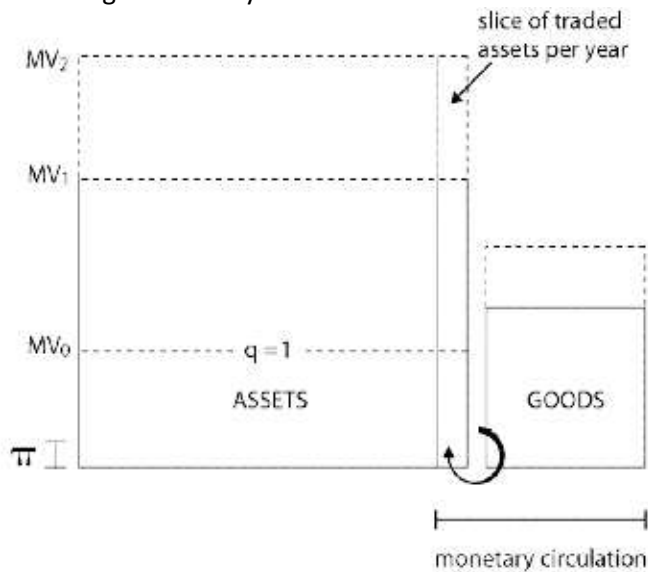 slice of traded
assets per year
MV2
MV1
MV0
q = 1
ASSETS
GOODS
π
monetary circulation